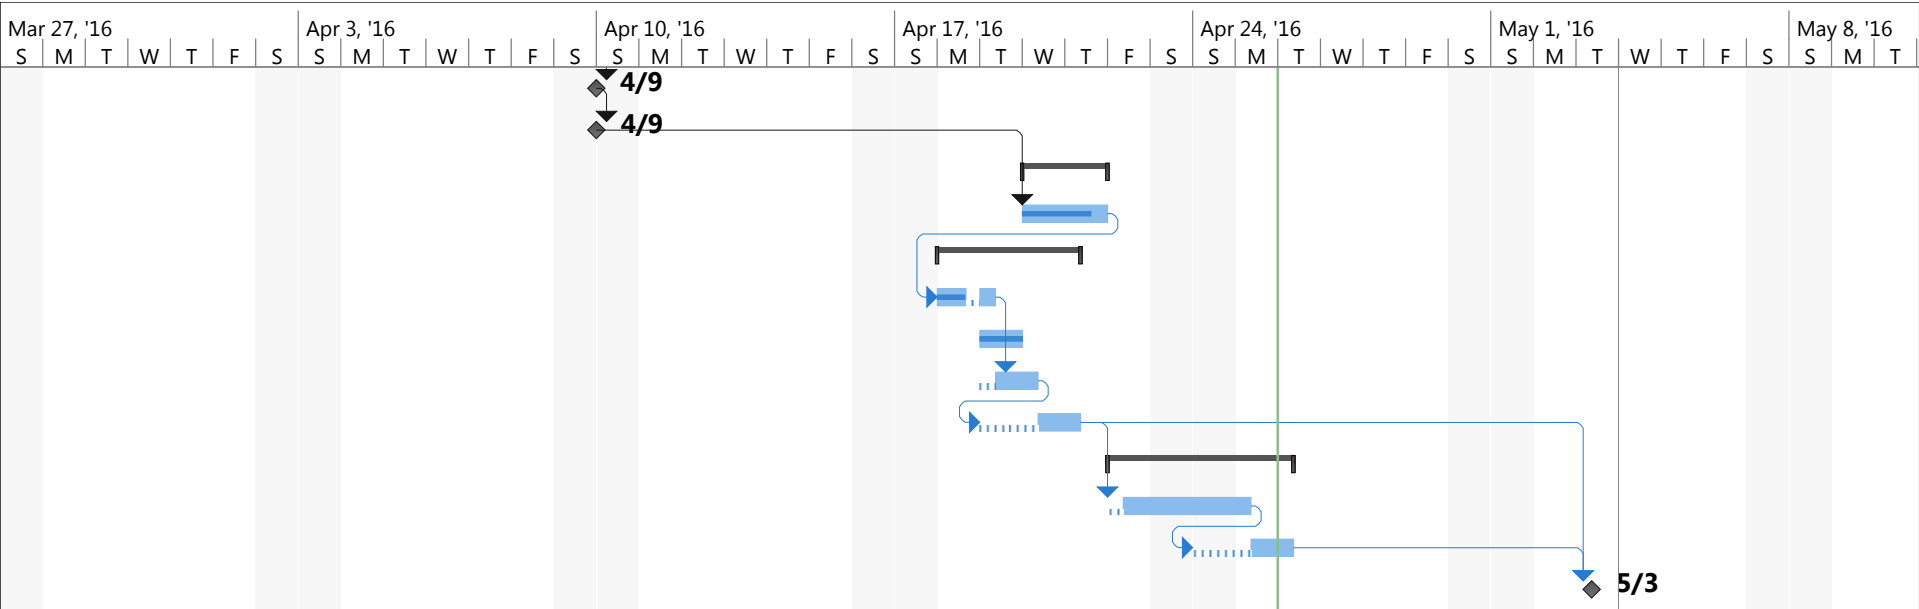 Mar 27, '16 Apr 3, '16 Apr 10, '16 Apr 17, '16 Apr 24, '16 May 1, '16 May 8, '16
S M T W T F S S M T W T F S S M T W T F S S M T W T F S S M T W T F S S M T W T F S S M T
4/9
4/9
5/3